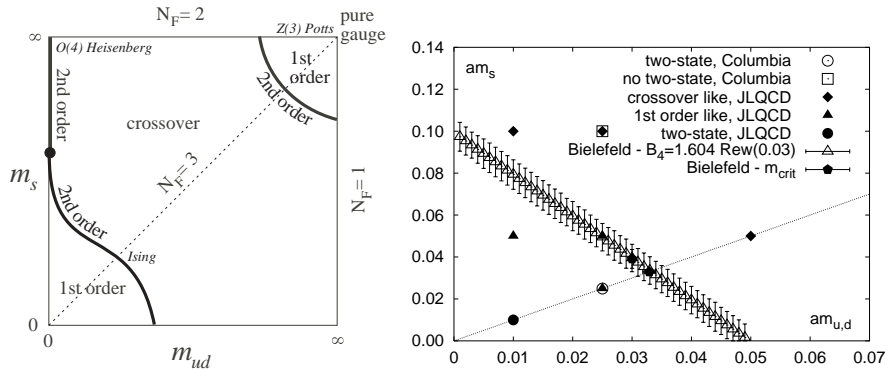 N_F = 2
pure
gauge
∞
O(4) Heisenberg
Z(3) Potts
1st
order
2nd order
2nd order
crossover
N_F = 3
N_F = 1
m_s
2nd order
Ising
1st order
0
0
m_ud
∞
0.14
0.12
0.10
0.08
0.06
0.04
0.02
0.00
am_s
two-state, Columbia
no two-state, Columbia
crossover like, JLQCD
1st order like, JLQCD
two-state, JLQCD
Bielefeld - B_4=1.604 Rew(0.03)
Bielefeld - m_crit
am_u,d
0 0.01 0.02 0.03 0.04 0.05 0.06 0.07